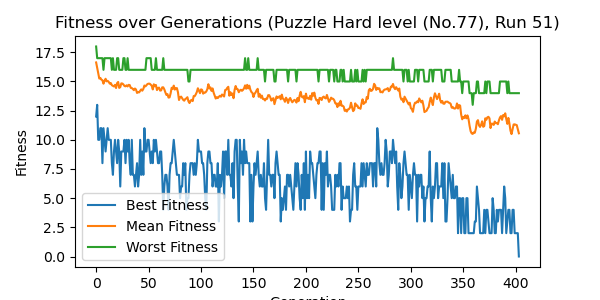 Fitness over Generations (Puzzle Hard level (No.77), Run 51)
Fitness
17.5
15.0
12.5
10.0
7.5
5.0
2.5
0.0
Best Fitness
Mean Fitness
Worst Fitness
0 50 100 150 200 250 300 350 400
Generation